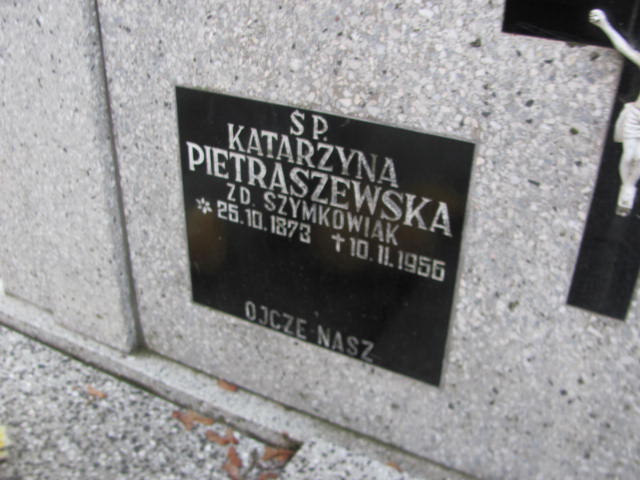 Ś.P.
KATARZYNA
PIETRASZEWSKA
ZD. SZYMKOWIAK
* 25.10.1873 ✝ 10.11.1956
OJCZE NASZ